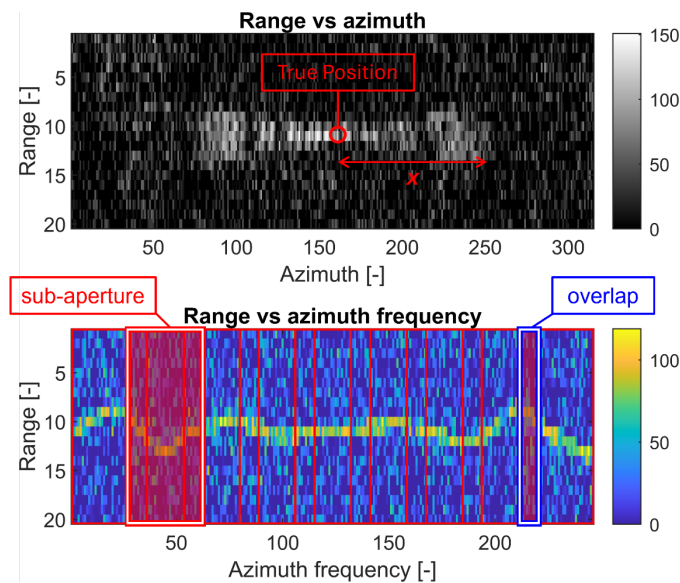 Range vs azimuth
True Position
x
Range [-]
5
10
15
20
50
100
150
200
250
300
Azimuth [-]
150
100
50
0
sub-aperture
overlap
Range vs azimuth frequency
Range [-]
5
10
15
20
50
100
150
200
Azimuth frequency [-]
100
50
0